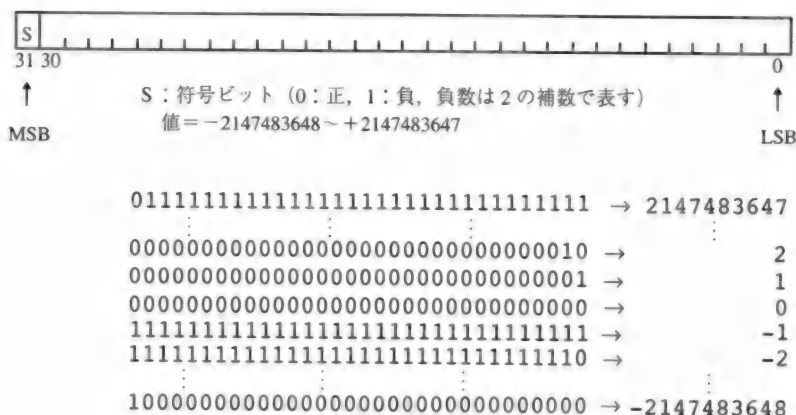 S
31 30 0
↑ S：符号ビット（0：正，1：負，負数は2の補数で表す） ↑
MSB 値＝－2147483648～＋2147483647 LSB
01111111111111111111111111111111 → 2147483647
00000000000000000000000000000010 → 2
00000000000000000000000000000001 → 1
00000000000000000000000000000000 → 0
11111111111111111111111111111111 → -1
11111111111111111111111111111110 → -2
10000000000000000000000000000000 → -2147483648